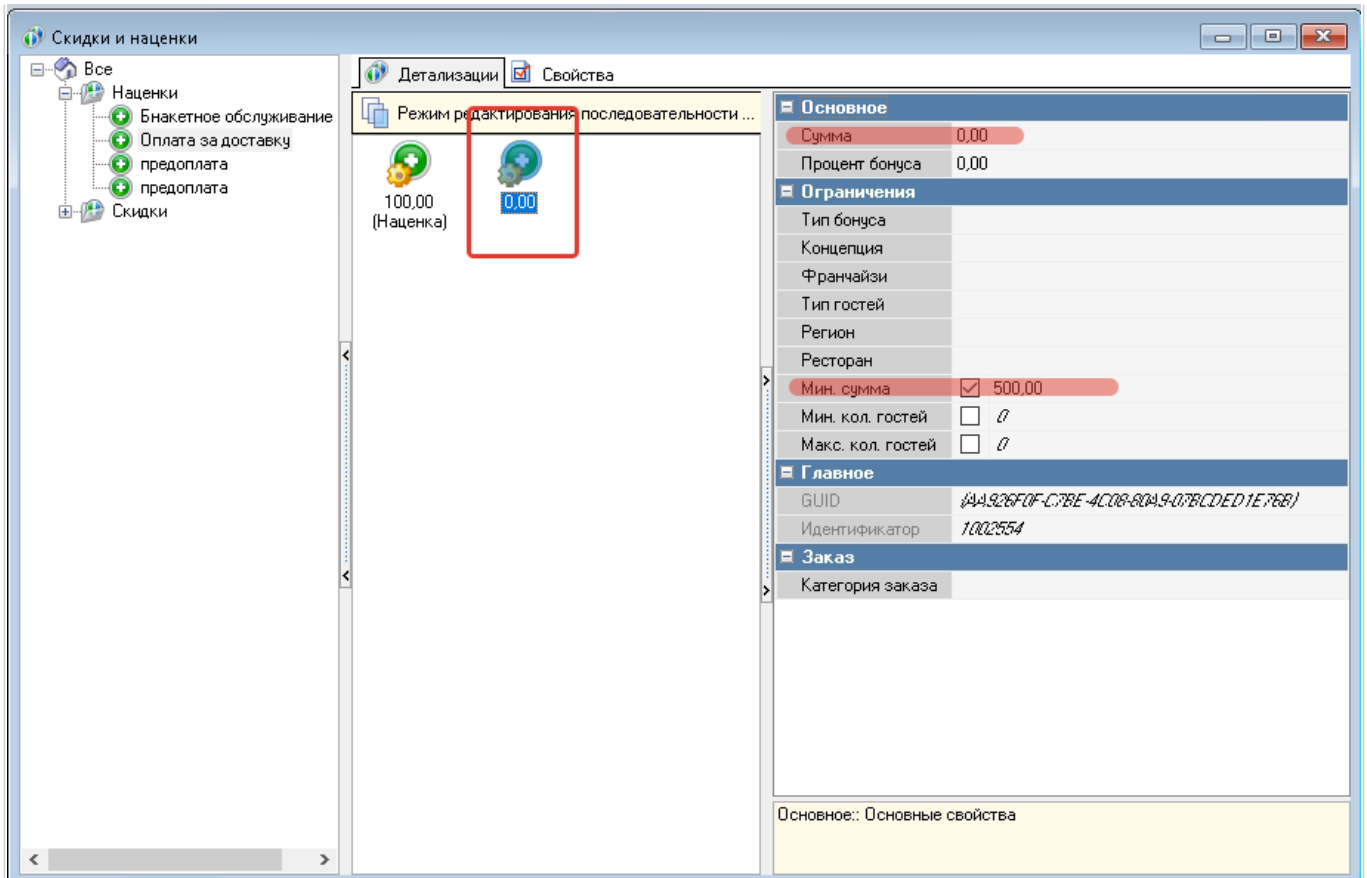 Скидки и наценки
Все
Наценки
Бнакетное обслуживание
Оплата за доставку
предоплата
предоплата
Скидки
Детализации
Свойства
Режим редактирования последовательности ...
100,00
(Наценка)
0,00
Основное
Сумма 0,00
Процент бонуса 0,00
Ограничения
Тип бонуса
Концепция
Франчайзи
Тип гостей
Регион
Ресторан
Мин. сумма 500,00
Мин. кол. гостей 0
Макс. кол. гостей 0
Главное
GUID {AA926F0F-C7BE-4C08-80A9-07BCDED1E76B}
Идентификатор 1002554
Заказ
Категория заказа
Основное:: Основные свойства